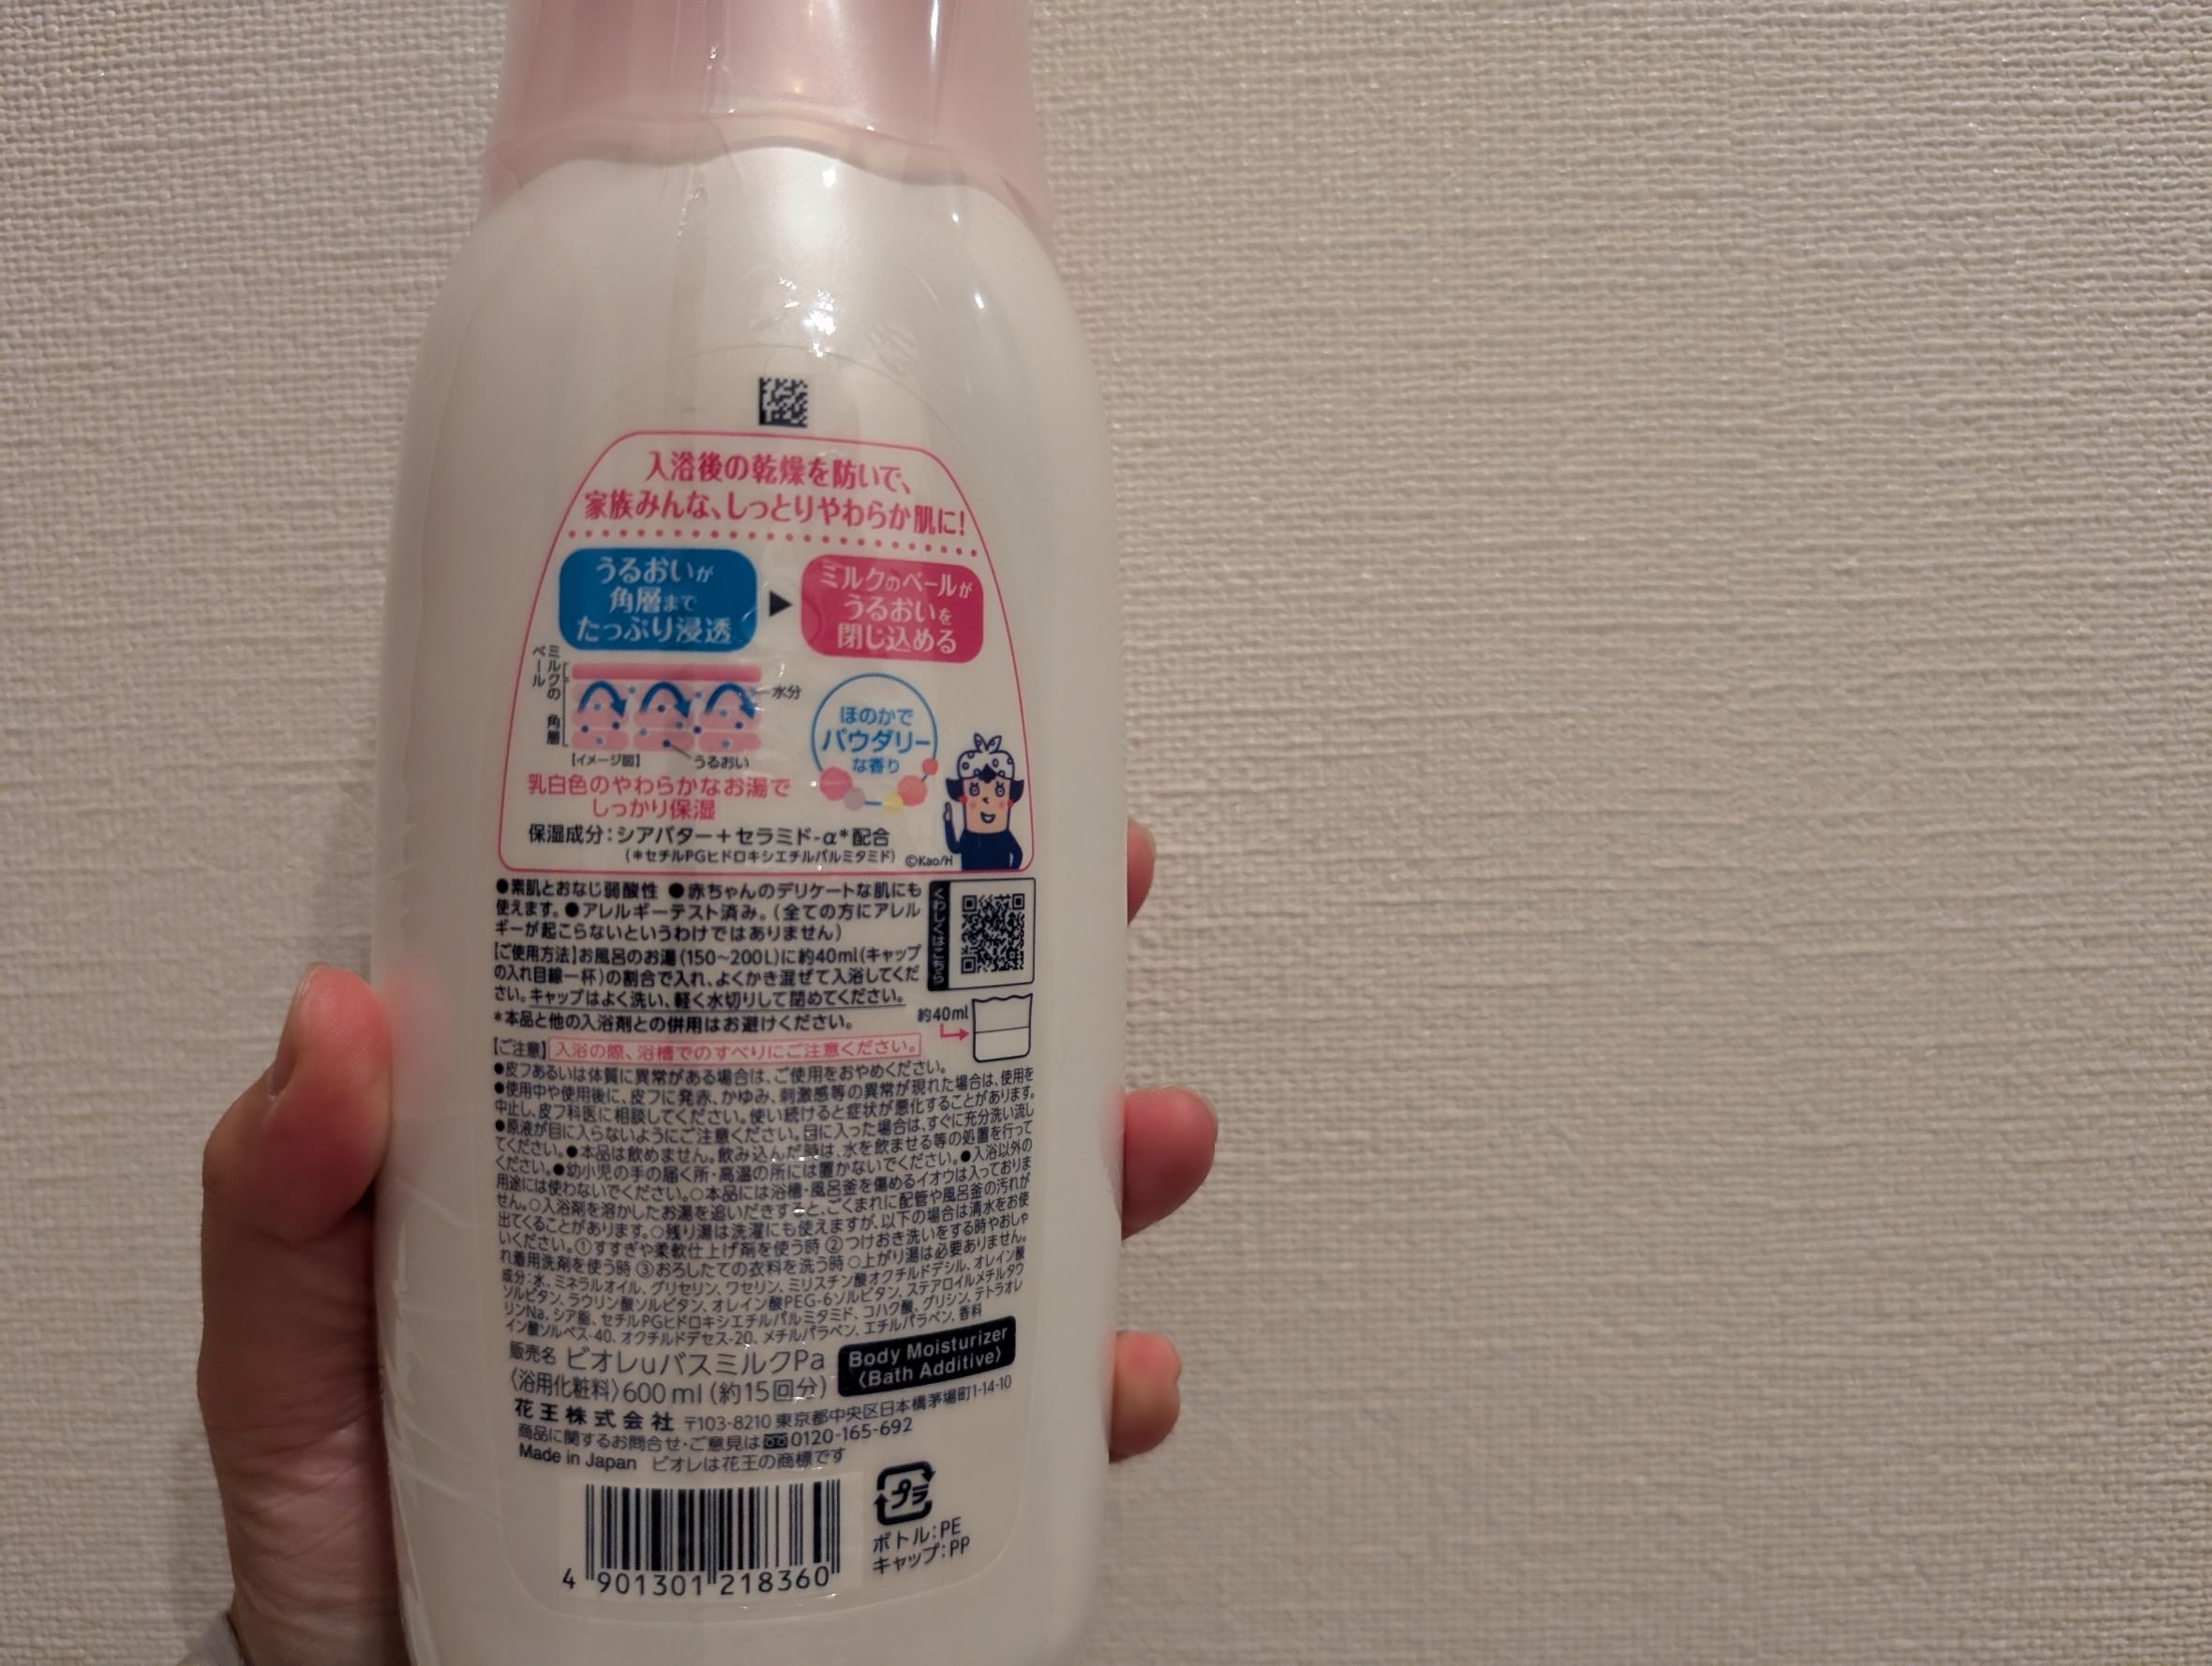 入浴後の乾燥を防いで、
家族みんな、しっとりやわらか肌に!
うるおいが
角層まで
たっぷり浸透
ミルクのベールが
うるおいを
閉じ込める
ミルクの
ベール
角層
水分
【イメージ図】
うるおい
ほのかで
パウダリー
な香り
乳白色のやわらかなお湯で
しっかり保湿
保湿成分：シアバター＋セラミド-α*配合
(*セチルPGヒドロキシエチルパルミタミド)
©Kao/H
●素肌とおなじ弱酸性 ●赤ちゃんのデリケートな肌にも
使えます。●アレルギーテスト済み。(全ての方にアレル
ギーが起こらないというわけではありません)
くわしくはこちら
【ご使用方法】お風呂のお湯(150〜200L)に約40ml(キャップ
の入れ目線一杯)の割合で入れ、よくかき混ぜて入浴してくだ
さい。キャップはよく洗い、軽く水切りして閉めてください。
*本品と他の入浴剤との併用はお避けください。
約40ml
【ご注意】入浴の際、浴槽でのすべりにご注意ください。
●皮フあるいは体質に異常がある場合は、ご使用をおやめください。
●使用中や使用後に、皮フに発赤、かゆみ、刺激感等の異常が現れた場合は、使用を
中止し、皮フ科医に相談してください。使い続けると症状が悪化することがあります。
●原液が目に入らないようにご注意ください。目に入った場合は、すぐに充分洗い流し
てください。●本品は飲めません。飲み込んだ時は、水を飲ませる等の処置を行って
ください。●幼小児の手の届く所・高温の所には置かないでください。●入浴以外の
用途には使わないでください。○本品には浴槽・風呂釜を傷めるイオウは入っておりま
せん。○入浴剤を溶かしたお湯を追いだきすると、ごくまれに配管や風呂釜の汚れが
出てくることがあります。○残り湯は洗濯にも使えますが、以下の場合は清水をお使
いください。①すすぎや柔軟仕上げ剤を使う時 ②つけおき洗いをする時やおしゃ
れ着用洗剤を使う時 ③おろしたての衣料を洗う時 ○上がり湯は必要ありません。
成分：水、ミネラルオイル、グリセリン、ワセリン、ミリスチン酸オクチルドデシル、オレイン酸
ソルビタン、ラウリン酸ソルビタン、オレイン酸PEG-6ソルビタン、ステアロイルメチルタウ
リンNa、シア脂、セチルPGヒドロキシエチルパルミタミド、コハク酸、グリシン、テトラオレ
イン酸ソルベス-40、オクチルドデセス-20、メチルパラベン、エチルパラベン、香料
販売名 ビオレuバスミルクPa
〈浴用化粧料〉600ml(約15回分)
Body Moisturizer
〈Bath Additive〉
花王株式会社 〒103-8210 東京都中央区日本橋茅場町1-14-10
商品に関するお問合せ・ご意見は 0120-165-692
Made in Japan ビオレは花王の商標です
4 901301 218360
プラ
ボトル：PE
キャップ：PP